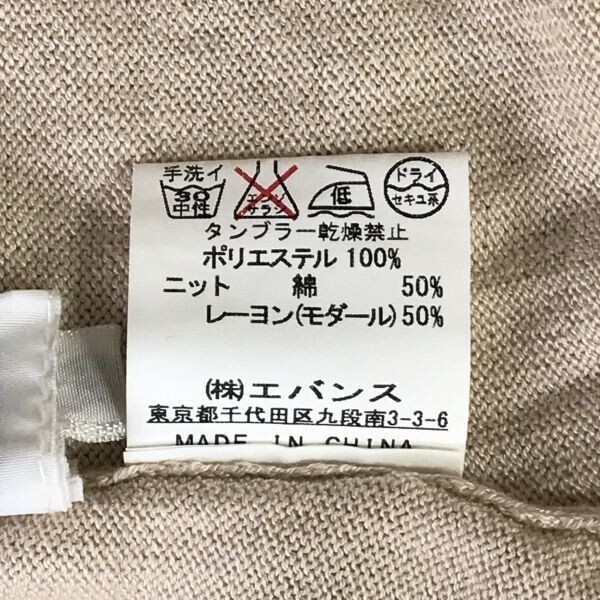 手洗イ
30
中性
エンソ
サラシ
低
ドライ
セキユ系
タンブラー乾燥禁止
ポリエステル 100%
ニット 綿 50%
レーヨン(モダール)50%
(株)エバンス
東京都千代田区九段南3-3-6
MADE IN CHINA